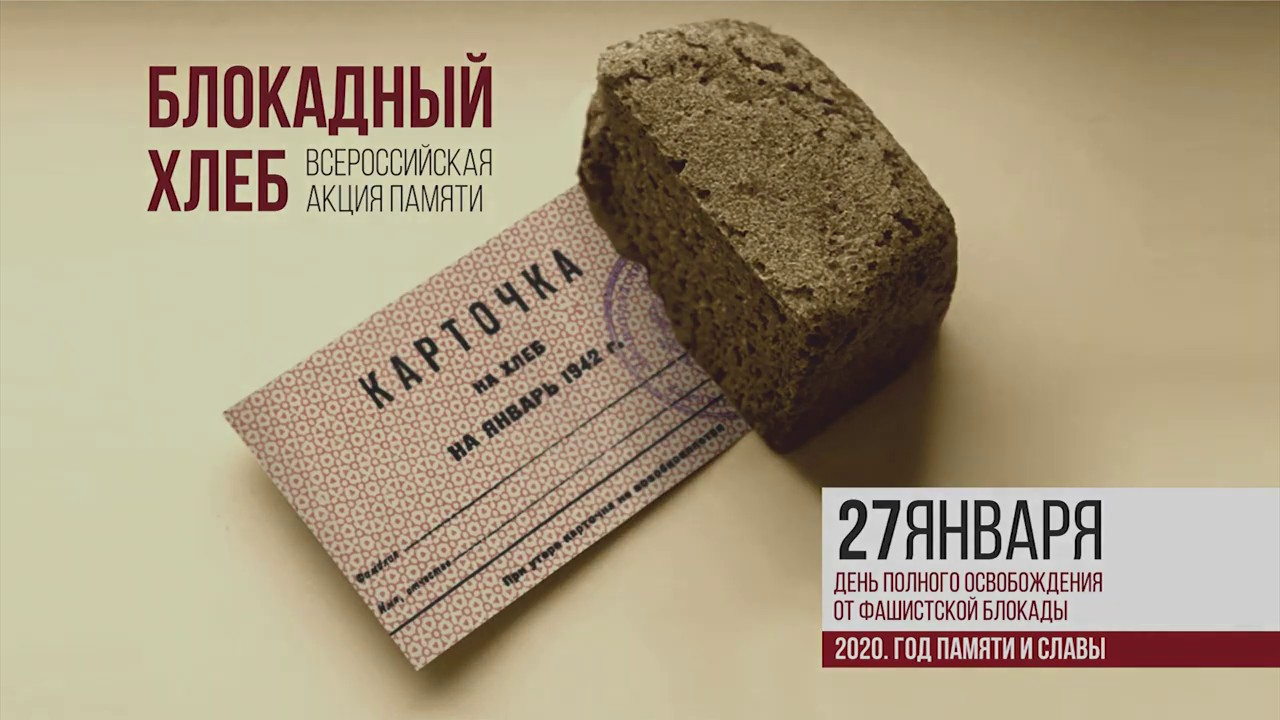 БЛОКАДНЫЙ
ХЛЕБ
ВСЕРОССИЙСКАЯ
АКЦИЯ ПАМЯТИ
КАРТОЧКА
НА ХЛЕБ
НА ЯНВАРЬ 1942 г.
Фамилия
Имя, отчество
При утере карточка не возобновляется
27ЯНВАРЯ
ДЕНЬ ПОЛНОГО ОСВОБОЖДЕНИЯ
ОТ ФАШИСТСКОЙ БЛОКАДЫ
2020. ГОД ПАМЯТИ И СЛАВЫ